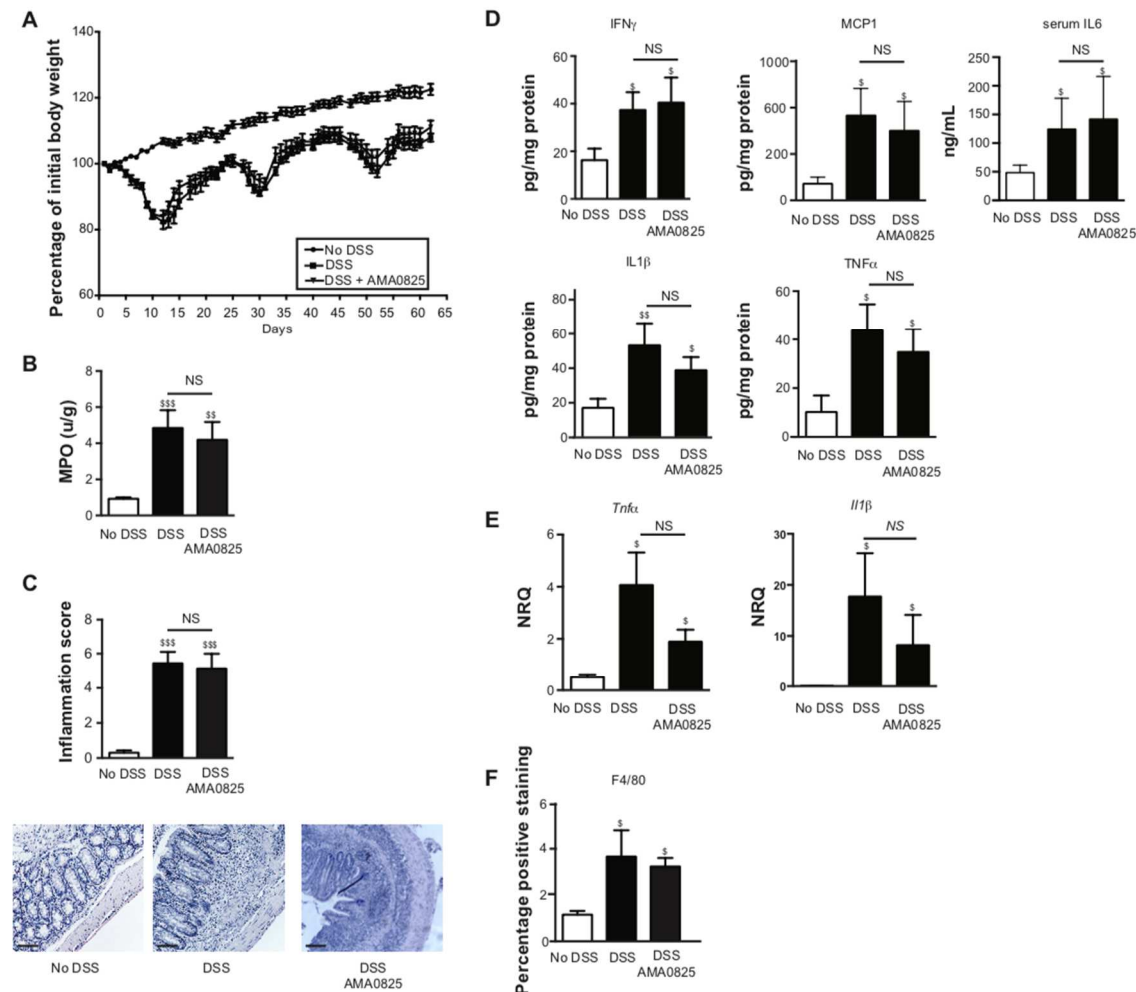 A
140
120
100
80
60
Percentage of initial body weight
0 5 10 15 20 25 30 35 40 45 50 55 60 65
Days
No DSS
DSS
DSS + AMA0825
B
8
6
4
2
0
MPO (u/g)
NS
$$$
$$
No DSS DSS DSS
AMA0825
C
8
6
4
2
0
Inflammation score
NS
$$$
$$$
No DSS DSS DSS
AMA0825
No DSS DSS DSS
AMA0825
D
IFNγ
60
40
20
0
pg/mg protein
NS
$
$
No DSS DSS DSS
AMA0825
MCP1
1000
600
200
0
pg/mg protein
NS
$
$
No DSS DSS DSS
AMA0825
serum IL6
250
200
150
100
50
0
ng/mL
NS
$
$
No DSS DSS DSS
AMA0825
IL1β
80
60
40
20
0
pg/mg protein
NS
$$
$
No DSS DSS DSS
AMA0825
TNFα
60
40
20
0
pg/mg protein
NS
$
$
No DSS DSS DSS
AMA0825
E
Tnfα
6
4
2
0
NRQ
NS
$
$
No DSS DSS DSS
AMA0825
Il1β
30
20
10
0
NRQ
NS
$
$
No DSS DSS DSS
AMA0825
F
F4/80
6
4
2
0
Percentage positive staining
$
$
No DSS DSS DSS
AMA0825